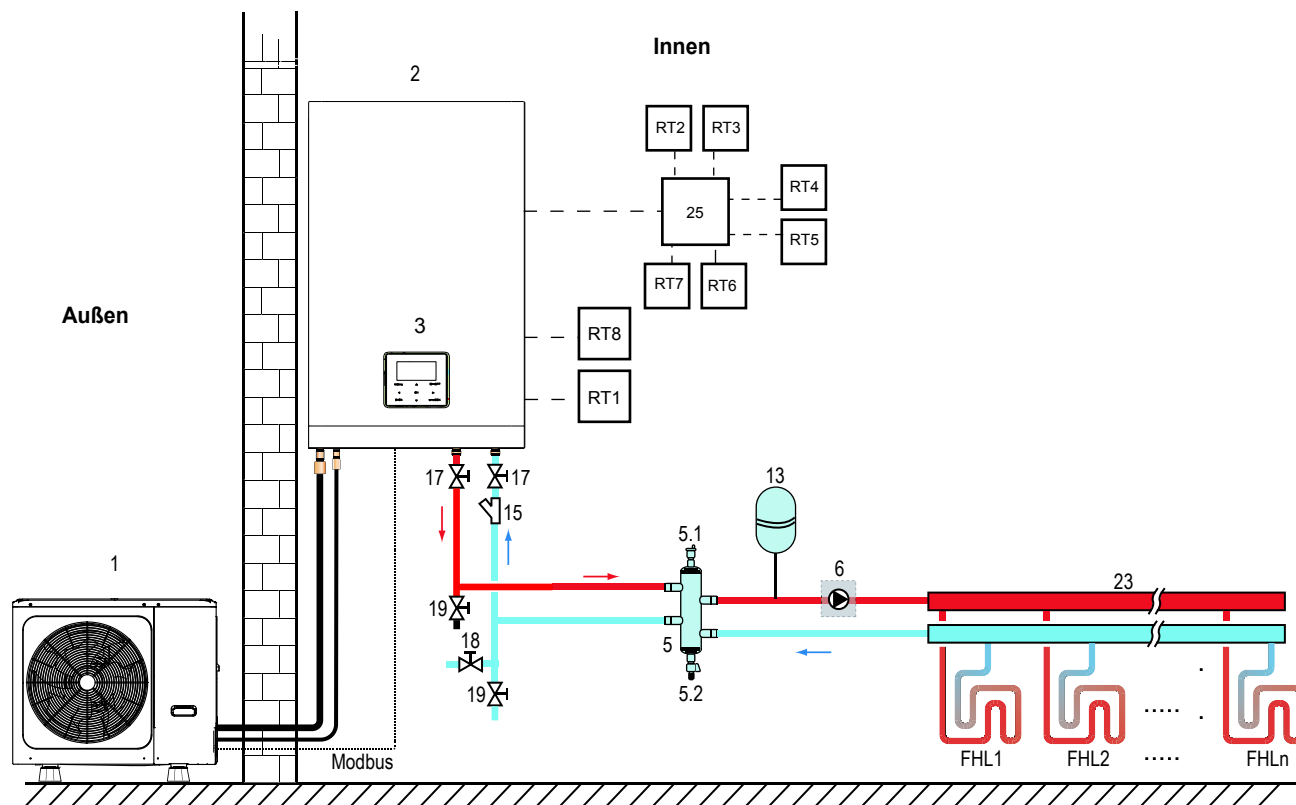 Innen
2
RT2
RT3
RT4
25
RT5
RT7
RT6
Außen
3
RT8
RT1
17
17
13
15
5.1
1
6
23
19
18
5
19
5.2
.....
.
.
Modbus
FHL1
FHL2
.....
FHLn